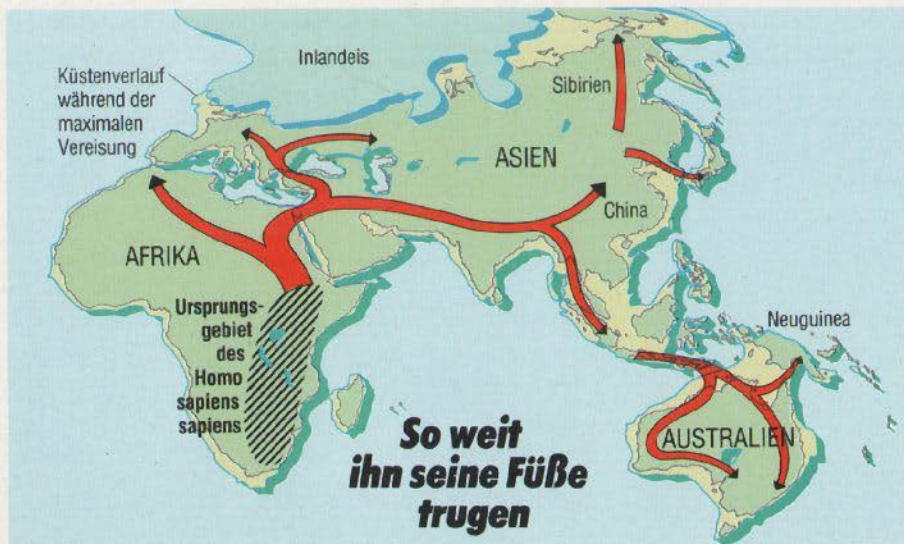 Inlandeis
Küstenverlauf
während der
maximalen
Vereisung
Sibirien
ASIEN
China
AFRIKA
Ursprungs-
gebiet
des
Homo
sapiens
sapiens
Neuguinea
AUSTRALIEN
So weit
ihn seine Füße
trugen